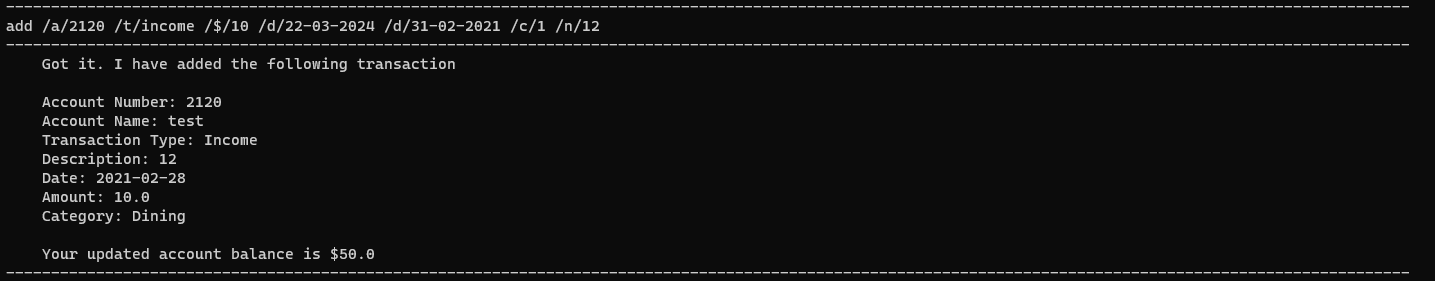 add /a/2120 /t/income /$/10 /d/22-03-2024 /d/31-02-2021 /c/1 /n/12
Got it. I have added the following transaction
Account Number: 2120
Account Name: test
Transaction Type: Income
Description: 12
Date: 2021-02-28
Amount: 10.0
Category: Dining
Your updated account balance is $50.0